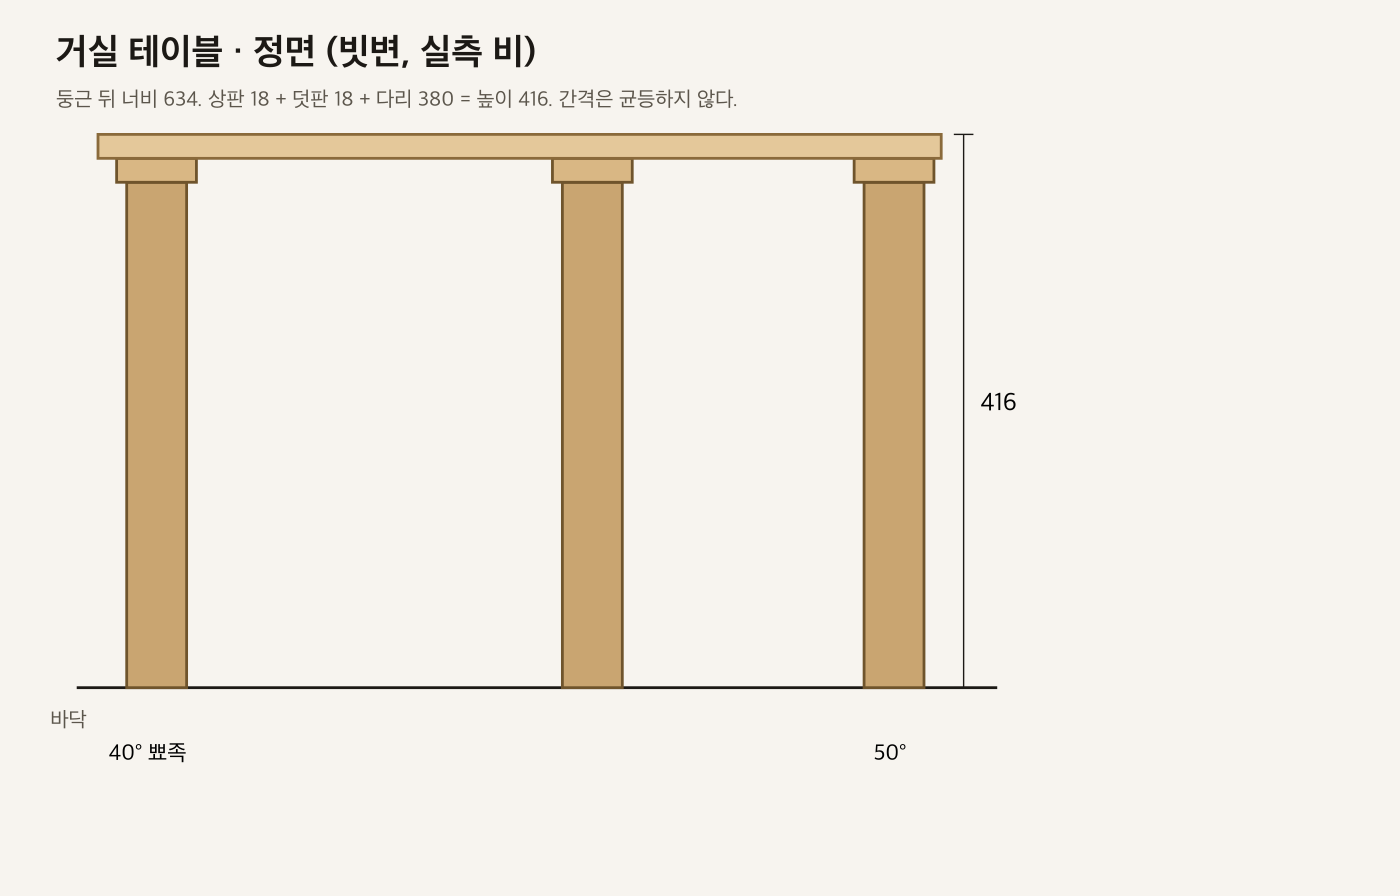 거실 테이블 · 정면 (빗변, 실측 비)
둥근 뒤 너비 634. 상판 18 + 덧판 18 + 다리 380 = 높이 416. 간격은 균등하지 않다.
416
바닥
40° 뾰족
50°